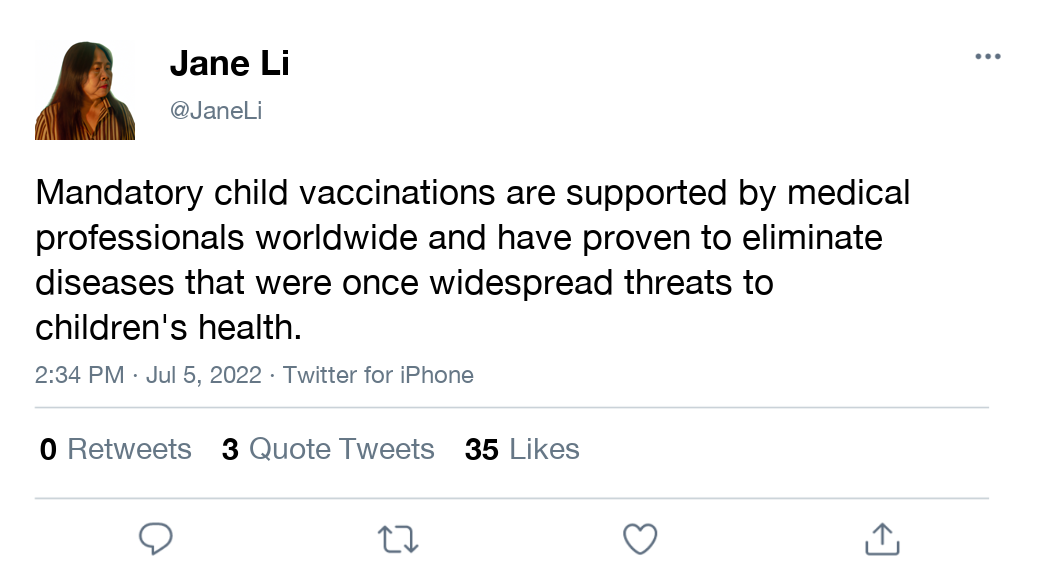 Jane Li
@JaneLi
Mandatory child vaccinations are supported by medical
professionals worldwide and have proven to eliminate
diseases that were once widespread threats to
children's health.
2:34 PM · Jul 5, 2022 · Twitter for iPhone
0 Retweets 3 Quote Tweets 35 Likes